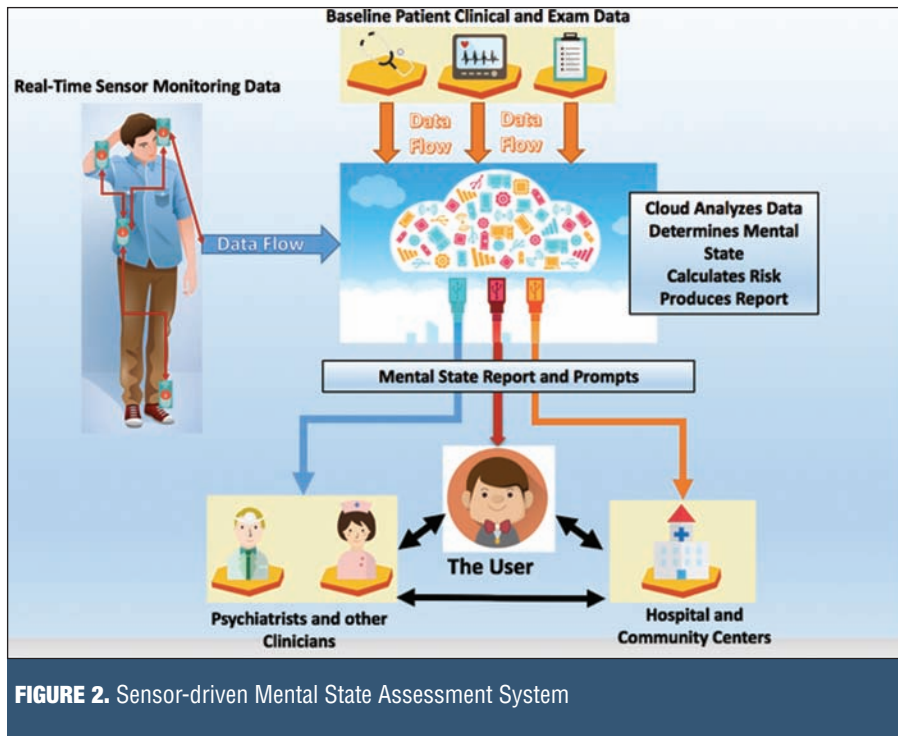 Baseline Patient Clinical and Exam Data
Real-Time Sensor Monitoring Data
Data
Flow
Data
Flow
Data Flow
Cloud Analyzes Data
Determines Mental
State
Calculates Risk
Produces Report
Mental State Report and Prompts
The User
Psychiatrists and other
Clinicians
Hospital and
Community Centers
FIGURE 2. Sensor-driven Mental State Assessment System